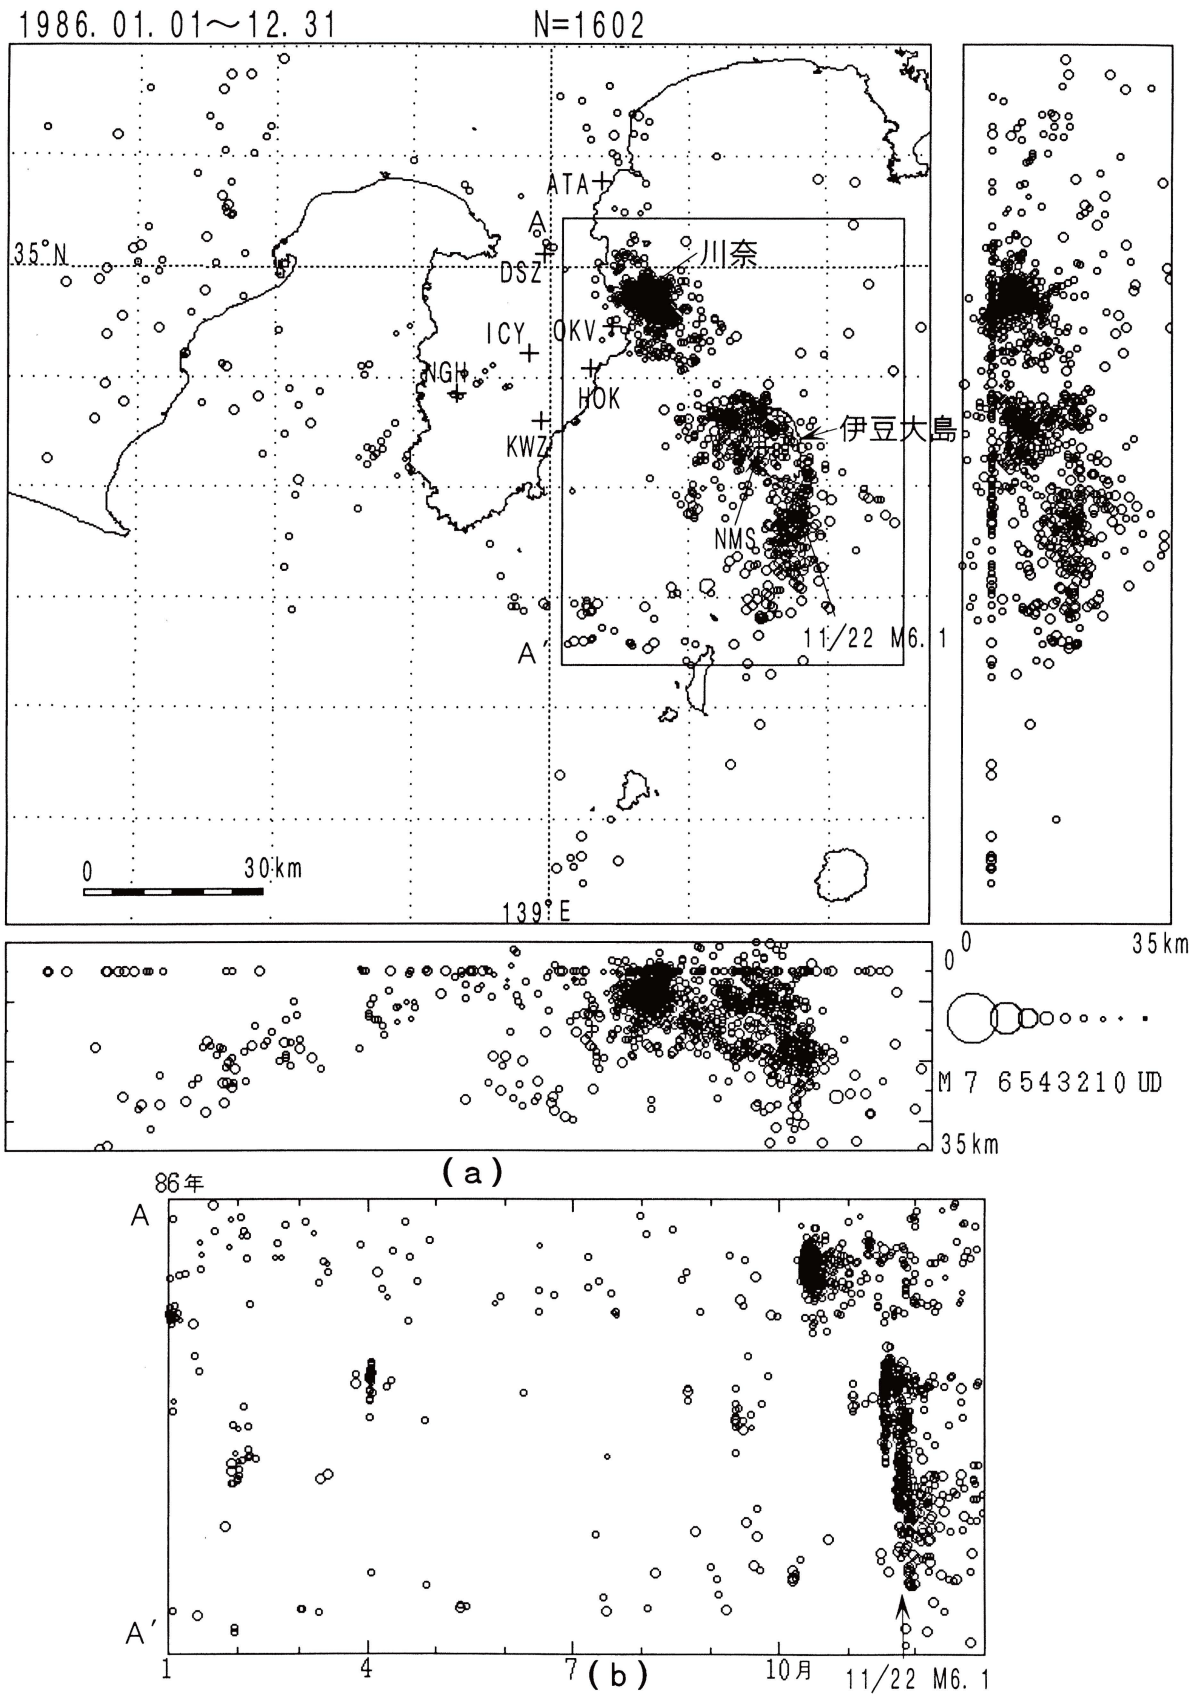 1986. 01. 01〜12. 31 N=1602
ATA
A
35°N
川奈
DSZ
ICY
OKV
NGH
HOK
伊豆大島
KWZ
NMS
11/22 M6. 1
A'
0 30km
139°E
0 35km
0
M 7 6543210 UD
35km
(a)
86年
A
A'
1 4 7 10月
(b)
11/22 M6. 1